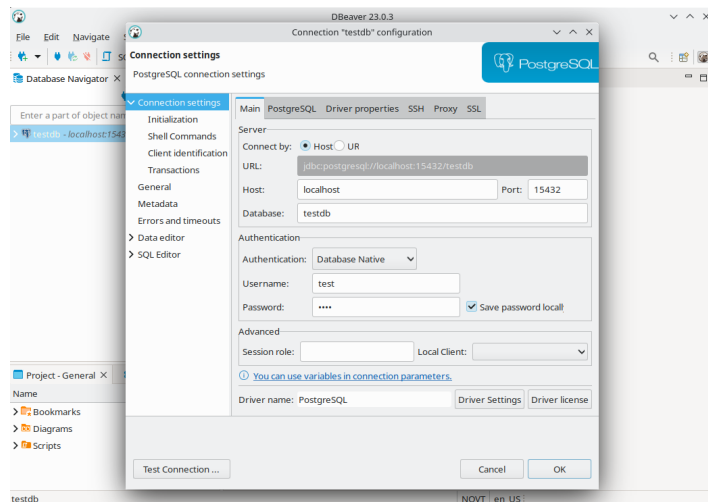 DBeaver 23.0.3
File Edit Navigate
Connection "testdb" configuration
Connection settings
PostgreSQL connection settings
PostgreSQL
Database Navigator
Enter a part of object nam
testdb - localhost:1543
Connection settings
Initialization
Shell Commands
Client identification
Transactions
General
Metadata
Errors and timeouts
Data editor
SQL Editor
Main PostgreSQL Driver properties SSH Proxy SSL
Server
Connect by: Host UR
URL: jdbc:postgresql://localhost:15432/testdb
Host: localhost Port: 15432
Database: testdb
Authentication
Authentication: Database Native
Username: test
Password: ••••  Save password locally
Advanced
Session role: Local Client:
You can use variables in connection parameters.
Driver name: PostgreSQL Driver Settings Driver license
Test Connection ... Cancel OK
Project - General
Name
Bookmarks
Diagrams
Scripts
testdb NOVT en_US